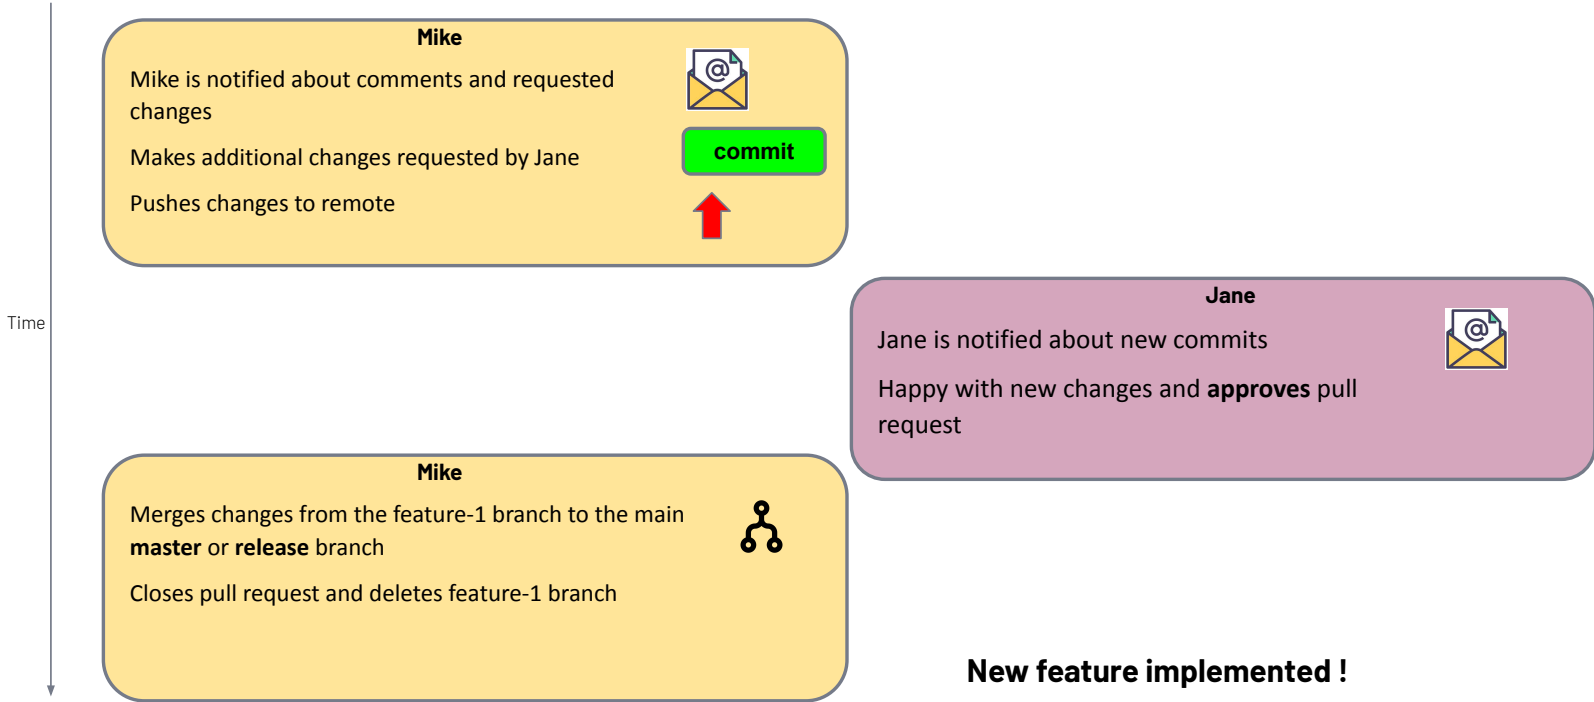 Mike
Mike is notified about comments and requested
changes
@
Makes additional changes requested by Jane
commit
Pushes changes to remote
Time
Jane
Jane is notified about new commits
@
Happy with new changes and approves pull
request
Mike
Merges changes from the feature-1 branch to the main
master or release branch
Closes pull request and deletes feature-1 branch
New feature implemented !